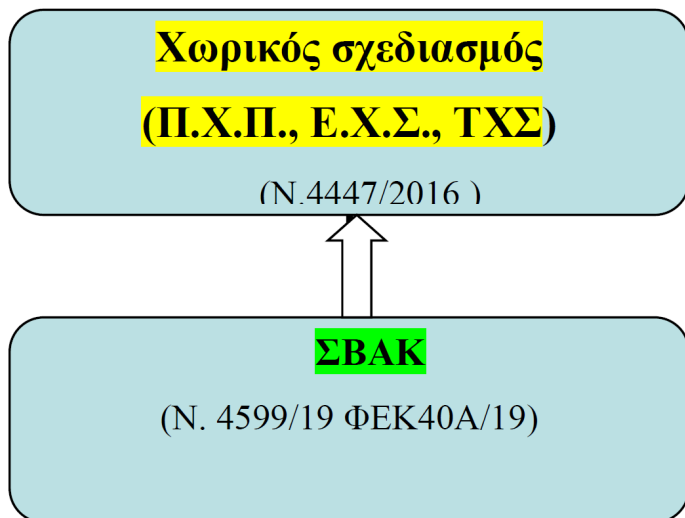 Χωρικός σχεδιασμός
(Π.Χ.Π., Ε.Χ.Σ., ΤΧΣ)
(Ν.4447/2016 )
ΣΒΑΚ
(Ν. 4599/19 ΦΕΚ40Α/19)